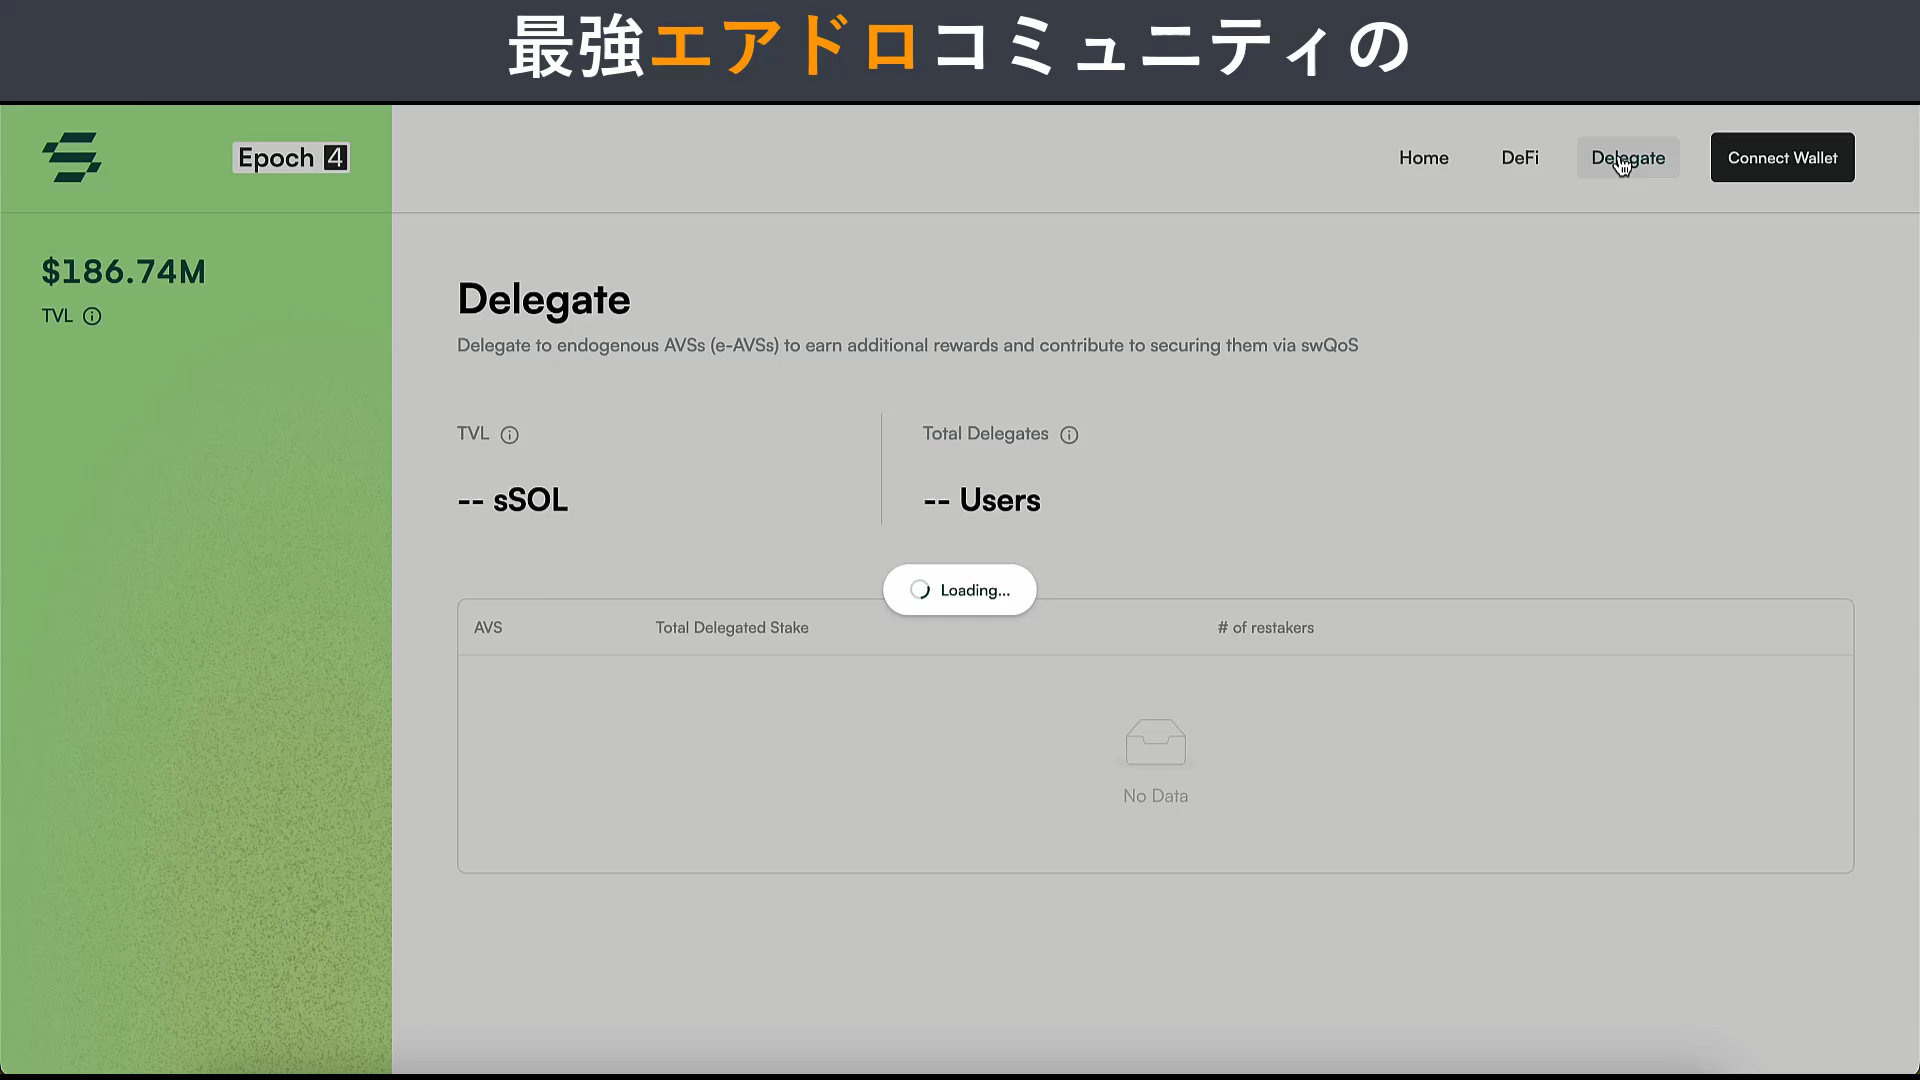 最強エアドロコミュニティの
Epoch 4
Home DeFi Delegate Connect Wallet
$186.74M
TVL
Delegate
Delegate to endogenous AVSs (e-AVSs) to earn additional rewards and contribute to securing them via swQoS
TVL
Total Delegates
-- sSOL
-- Users
Loading...
AVS Total Delegated Stake # of restakers
No Data